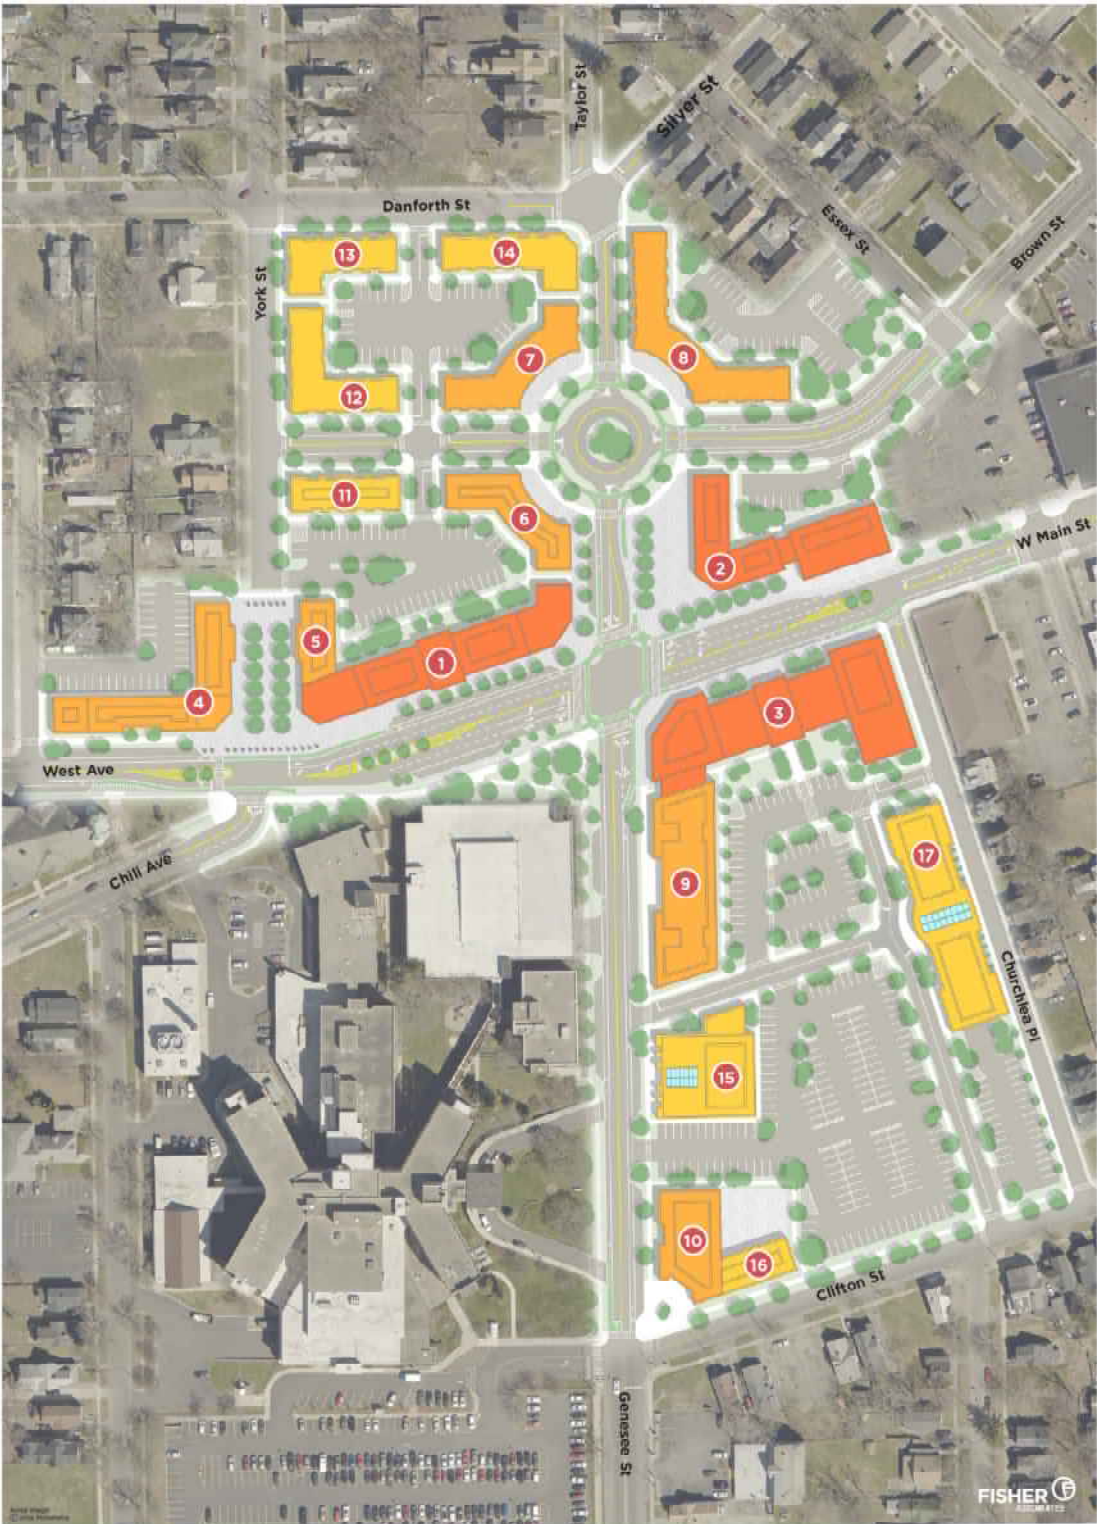 Taylor St
Silver St
Danforth St
Essex St
Brown St
York St
13
14
7
8
12
11
6
2
W Main St
5
1
4
3
West Ave
Chili Ave
17
9
Churchlea Pl
15
10
16
Clifton St
Genesee St
FISHER
ASSOCIATES